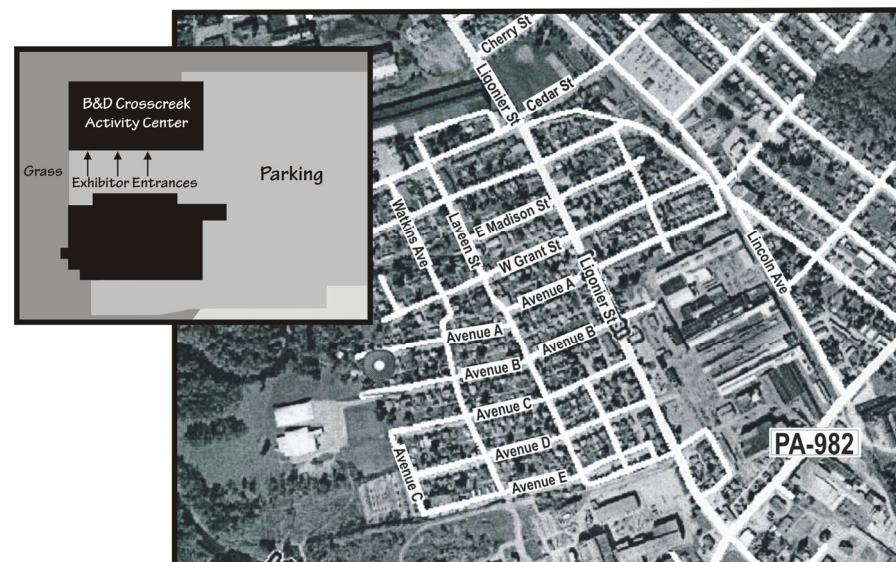 B&D Crosscreek
Activity Center
Grass
Exhibitor Entrances
Parking
Cherry St
Ligonier St
Cedar St
Watkins Ave
Laveen St
E Madison St
W Grant St
Ligonier St
Lincoln Ave
Avenue A
Avenue A
Avenue B
Avenue B
Avenue C
Avenue D
Avenue C
Avenue E
PA-982